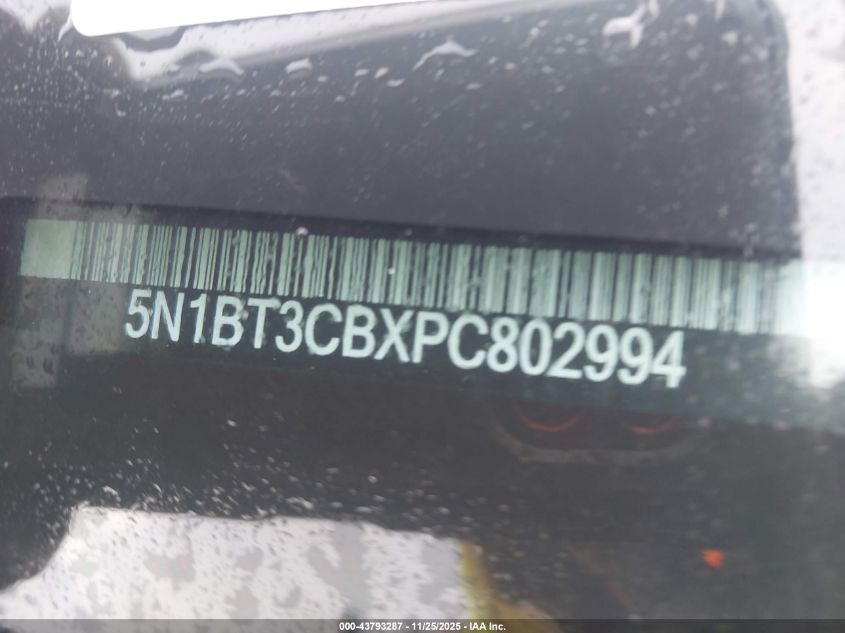 5N1BT3CBXPC802994
000-43793287 - 11/25/2025 - IAA Inc.